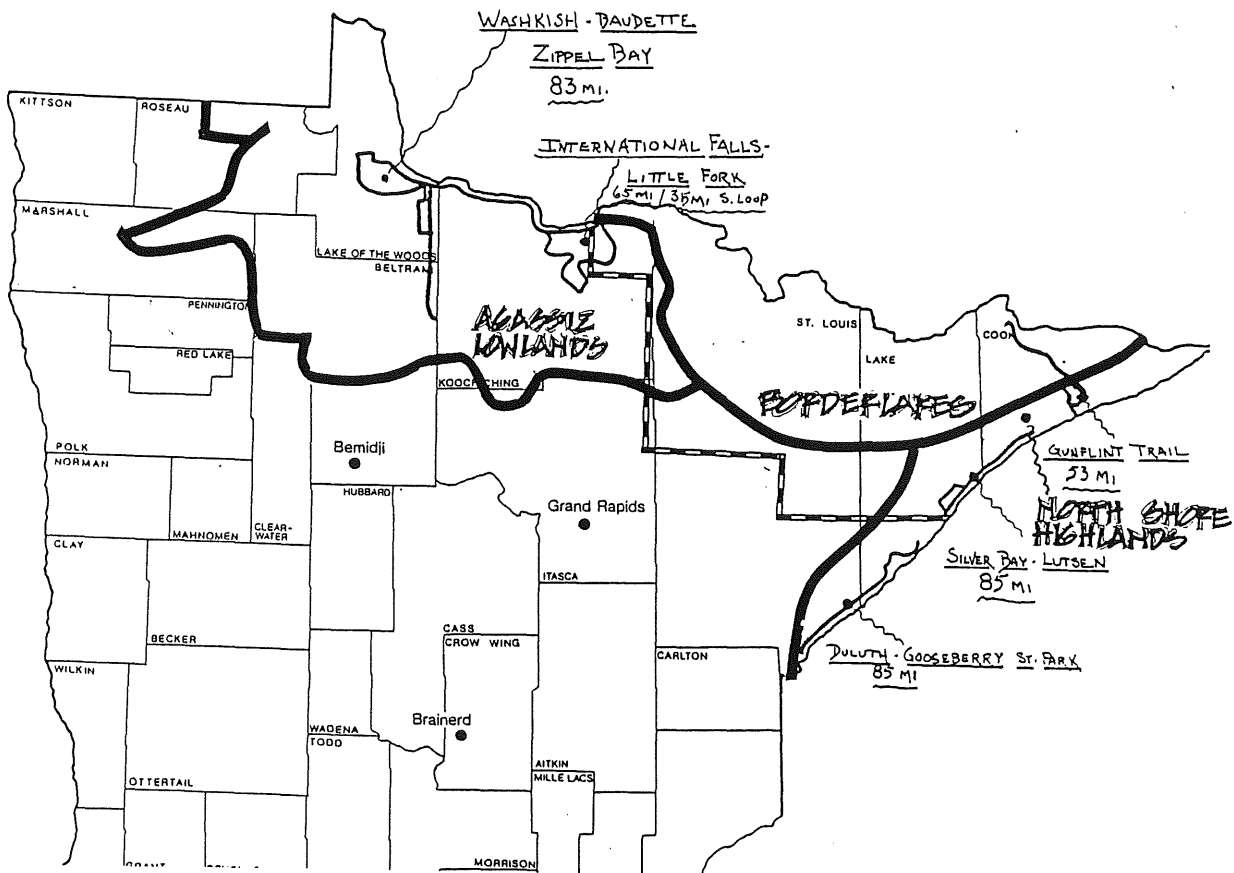 WASHKISH - BAUDETTE
ZIPPEL BAY
83 MI.
KITTSON
ROSEAU
INTERNATIONAL FALLS-
LITTLE FORK
65 MI / 35 MI S. LOOP
MARSHALL
LAKE OF THE WOODS
BELTRAMI
PENNINGTON
AGASSIZ
LOWLANDS
ST. LOUIS
LAKE
COOK
RED LAKE
KOOCHICHING
BORDERLAKES
POLK
NORMAN
Bemidji
GUNFLINT TRAIL
53 MI
HUBBARD
Grand Rapids
NORTH SHORE
HIGHLANDS
CLAY
MAHNOMEN
CLEAR-
WATER
SILVER BAY - LUTSEN
85 MI
ITASCA
BECKER
CASS
CROW WING
CARLTON
DULUTH - GOOSEBERRY ST. PARK
85 MI
WILKIN
Brainerd
WADENA
TODD
OTTERTAIL
AITKIN
MILLE LACS
MORRISON